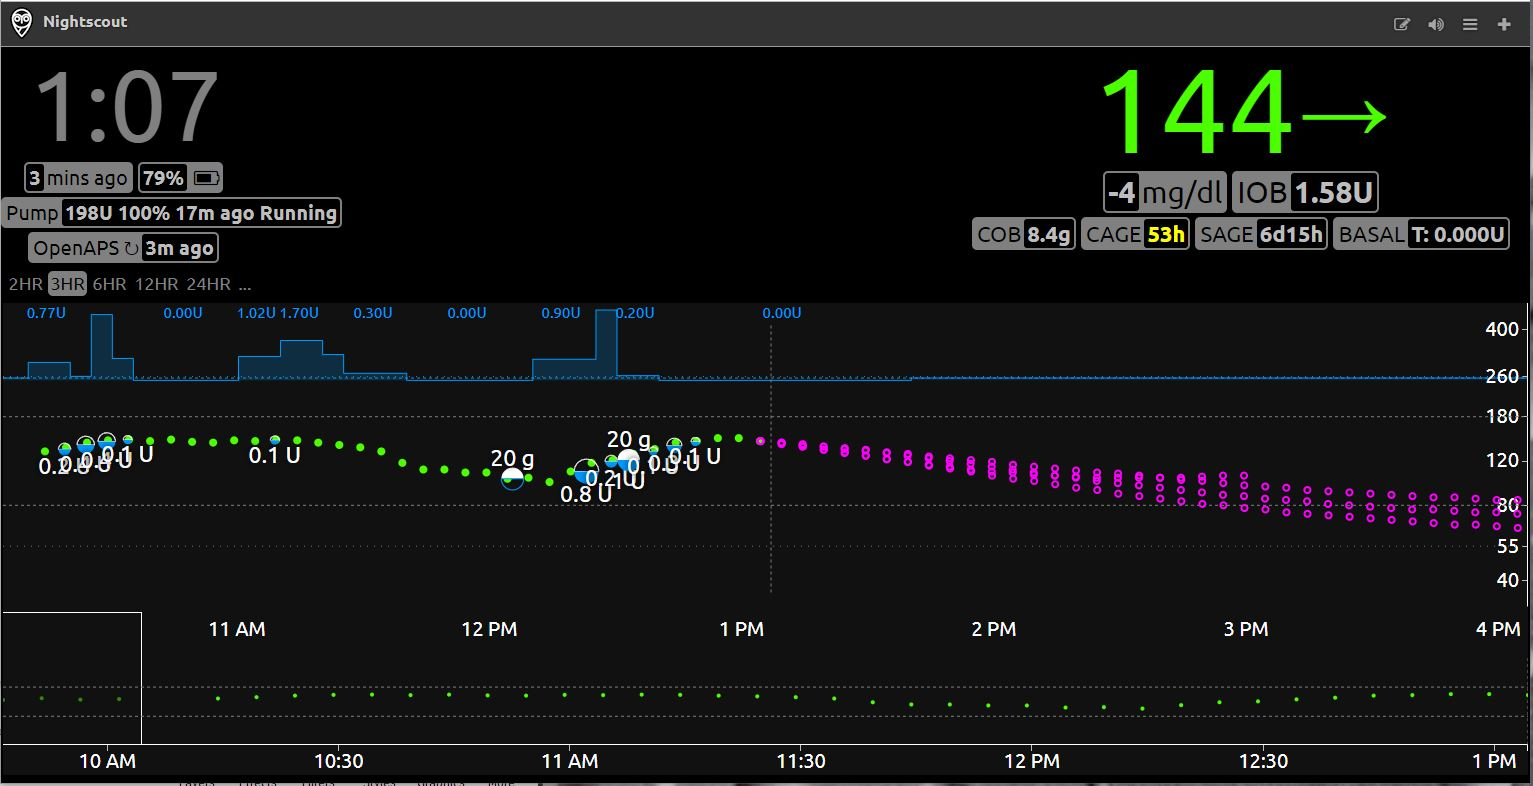 Nightscout
1:07
144→
3 mins ago 79%
-4 mg/dl IOB 1.58U
Pump 198U 100% 17m ago Running
COB 8.4g CAGE 53h SAGE 6d15h BASAL T: 0.000U
OpenAPS ↻ 3m ago
2HR 3HR 6HR 12HR 24HR ...
0.77U 0.00U 1.02U 1.70U 0.30U 0.00U 0.90U 0.20U 0.00U
400
260
180
120
80
55
40
20 g 20 g
0.1 U 0.1 U 0.1 U
0.8 U
11 AM 12 PM 1 PM 2 PM 3 PM 4 PM
10 AM 10:30 11 AM 11:30 12 PM 12:30 1 PM